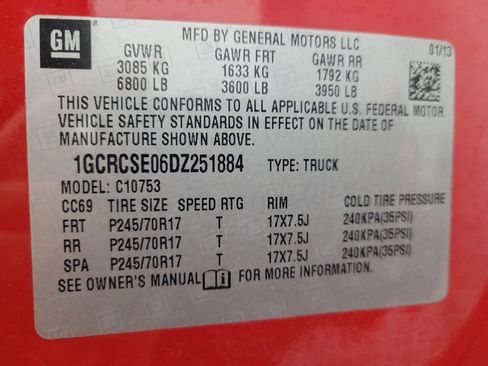 GM
MFD BY GENERAL MOTORS LLC
01/13
GVWR GAWR FRT GAWR RR
3085 KG 1633 KG 1792 KG
6800 LB 3600 LB 3950 LB
THIS VEHICLE CONFORMS TO ALL APPLICABLE U.S. FEDERAL MOTOR
VEHICLE SAFETY STANDARDS IN EFFECT ON THE DATE OF
MANUFACTURE SHOWN ABOVE.
1GCRCSE06DZ251884 TYPE: TRUCK
MODEL: C10753
CC69 TIRE SIZE SPEED RTG RIM COLD TIRE PRESSURE
FRT P245/70R17 T 17X7.5J 240KPA(35PSI)
RR P245/70R17 T 17X7.5J 240KPA(35PSI)
SPA P245/70R17 T 17X7.5J 240KPA(35PSI)
SEE OWNER'S MANUAL FOR MORE INFORMATION.